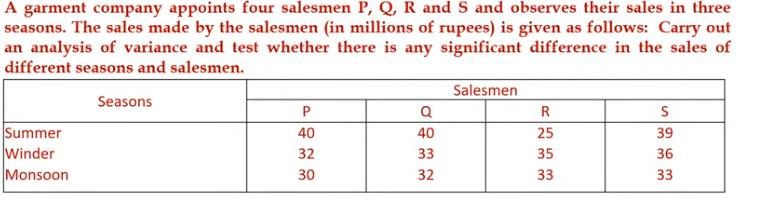 A garment company appoints four salesmen P, Q, R and S and observes their sales in three
seasons. The sales made by the salesmen (in millions of rupees) is given as follows: Carry out
an analysis of variance and test whether there is any significant difference in the sales of
different seasons and salesmen.
Seasons Salesmen
P Q R S
Summer 40 40 25 39
Winder 32 33 35 36
Monsoon 30 32 33 33